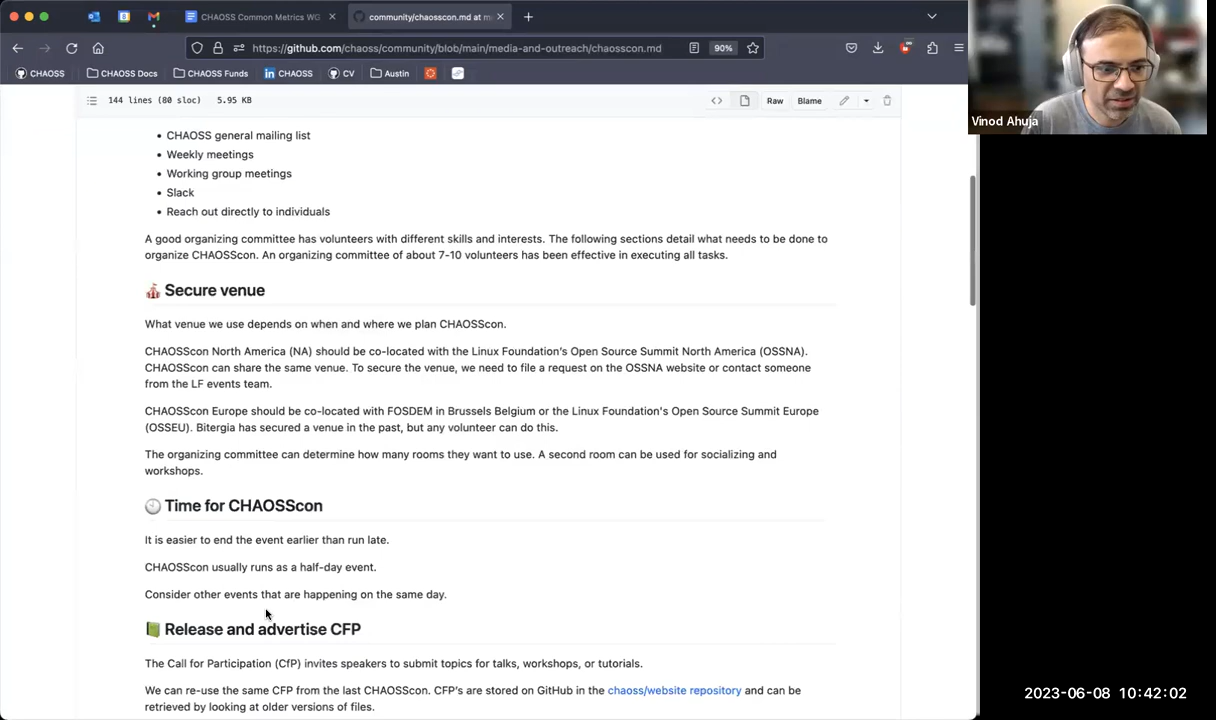 CHAOSS Common Metrics WG
community/chaosscon.md at m
https://github.com/chaoss/community/blob/main/media-and-outreach/chaosscon.md
90%
CHAOSS
CHAOSS Docs
CHAOSS Funds
CHAOSS
CV
Austin
144 lines (80 sloc)
5.95 KB
Raw
Blame
Vinod Ahuja
• CHAOSS general mailing list
• Weekly meetings
• Working group meetings
• Slack
• Reach out directly to individuals
A good organizing committee has volunteers with different skills and interests. The following sections detail what needs to be done to
organize CHAOSScon. An organizing committee of about 7-10 volunteers has been effective in executing all tasks.
Secure venue
What venue we use depends on when and where we plan CHAOSScon.
CHAOSScon North America (NA) should be co-located with the Linux Foundation's Open Source Summit North America (OSSNA).
CHAOSScon can share the same venue. To secure the venue, we need to file a request on the OSSNA website or contact someone
from the LF events team.
CHAOSScon Europe should be co-located with FOSDEM in Brussels Belgium or the Linux Foundation's Open Source Summit Europe
(OSSEU). Bitergia has secured a venue in the past, but any volunteer can do this.
The organizing committee can determine how many rooms they want to use. A second room can be used for socializing and
workshops.
Time for CHAOSScon
It is easier to end the event earlier than run late.
CHAOSScon usually runs as a half-day event.
Consider other events that are happening on the same day.
Release and advertise CFP
The Call for Participation (CfP) invites speakers to submit topics for talks, workshops, or tutorials.
We can re-use the same CFP from the last CHAOSScon. CFP's are stored on GitHub in the chaoss/website repository and can be
retrieved by looking at older versions of files.
2023-06-08 10:42:02